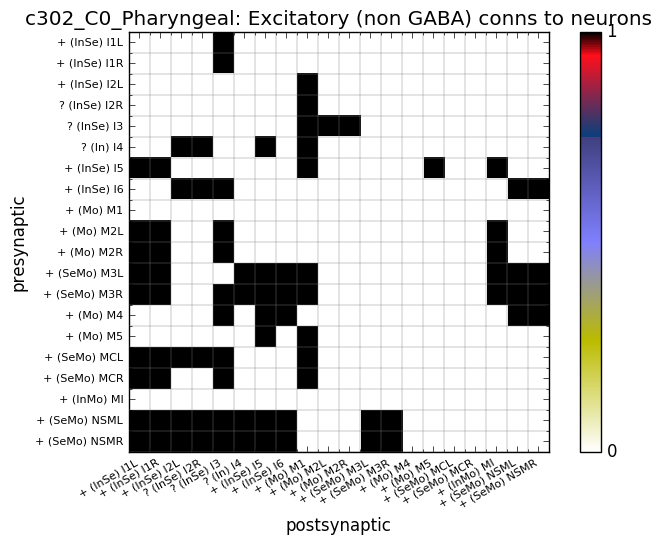 c302_C0_Pharyngeal: Excitatory (non GABA) conns to neurons
presynaptic
+ (InSe) I1L
+ (InSe) I1R
+ (InSe) I2L
? (InSe) I2R
? (InSe) I3
? (In) I4
+ (InSe) I5
+ (InSe) I6
+ (Mo) M1
+ (Mo) M2L
+ (Mo) M2R
+ (SeMo) M3L
+ (SeMo) M3R
+ (Mo) M4
+ (Mo) M5
+ (SeMo) MCL
+ (SeMo) MCR
+ (InMo) MI
+ (SeMo) NSML
+ (SeMo) NSMR
+ (InSe) I1L
+ (InSe) I1R
+ (InSe) I2L
? (InSe) I2R
? (InSe) I3
? (In) I4
+ (InSe) I5
+ (InSe) I6
+ (Mo) M1
+ (Mo) M2L
+ (Mo) M2R
+ (SeMo) M3L
+ (SeMo) M3R
+ (Mo) M4
+ (Mo) M5
+ (SeMo) MCL
+ (SeMo) MCR
+ (InMo) MI
+ (SeMo) NSML
+ (SeMo) NSMR
postsynaptic
1
0